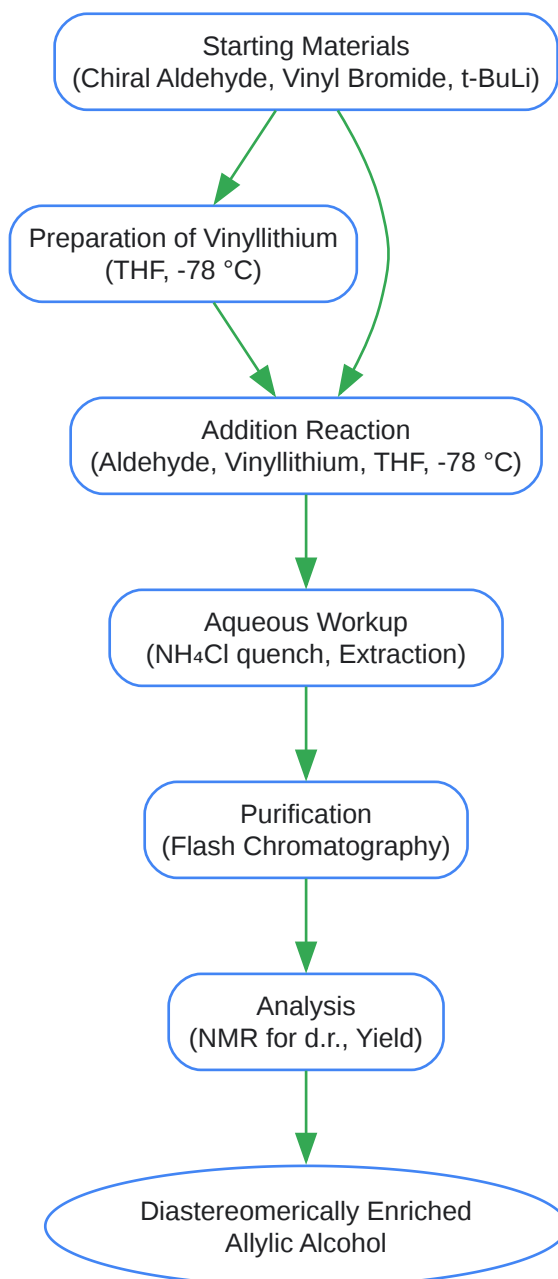 Starting Materials
(Chiral Aldehyde, Vinyl Bromide, t-BuLi)
Preparation of Vinyllithium
(THF, -78 °C)
Addition Reaction
(Aldehyde, Vinyllithium, THF, -78 °C)
Aqueous Workup
(NH₄Cl quench, Extraction)
Purification
(Flash Chromatography)
Analysis
(NMR for d.r., Yield)
Diastereomerically Enriched
Allylic Alcohol